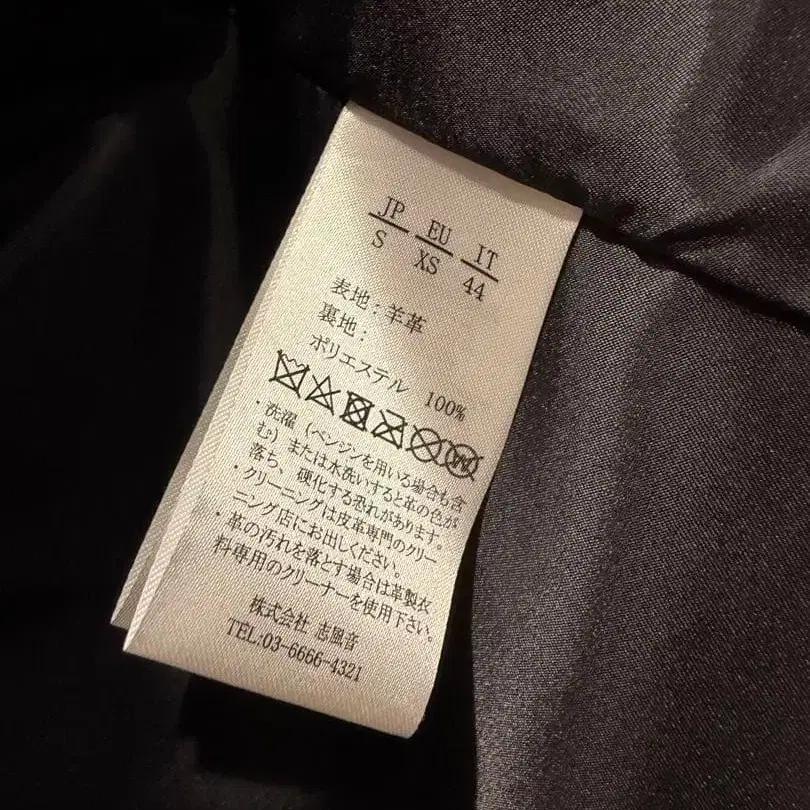 JP EU IT
S XS 44
表地：羊革
裏地：
ポリエステル 100%
・洗濯（ベンジンを用いる場合も含
む）または水洗いすると革の色が
落ち、硬化する恐れがあります。
・クリーニングは皮革専門のクリー
ニング店にお出しください。
・革の汚れを落とす場合は革製衣
料専用のクリーナーを使用下さい。
株式会社 志風音
TEL:03-6666-4321